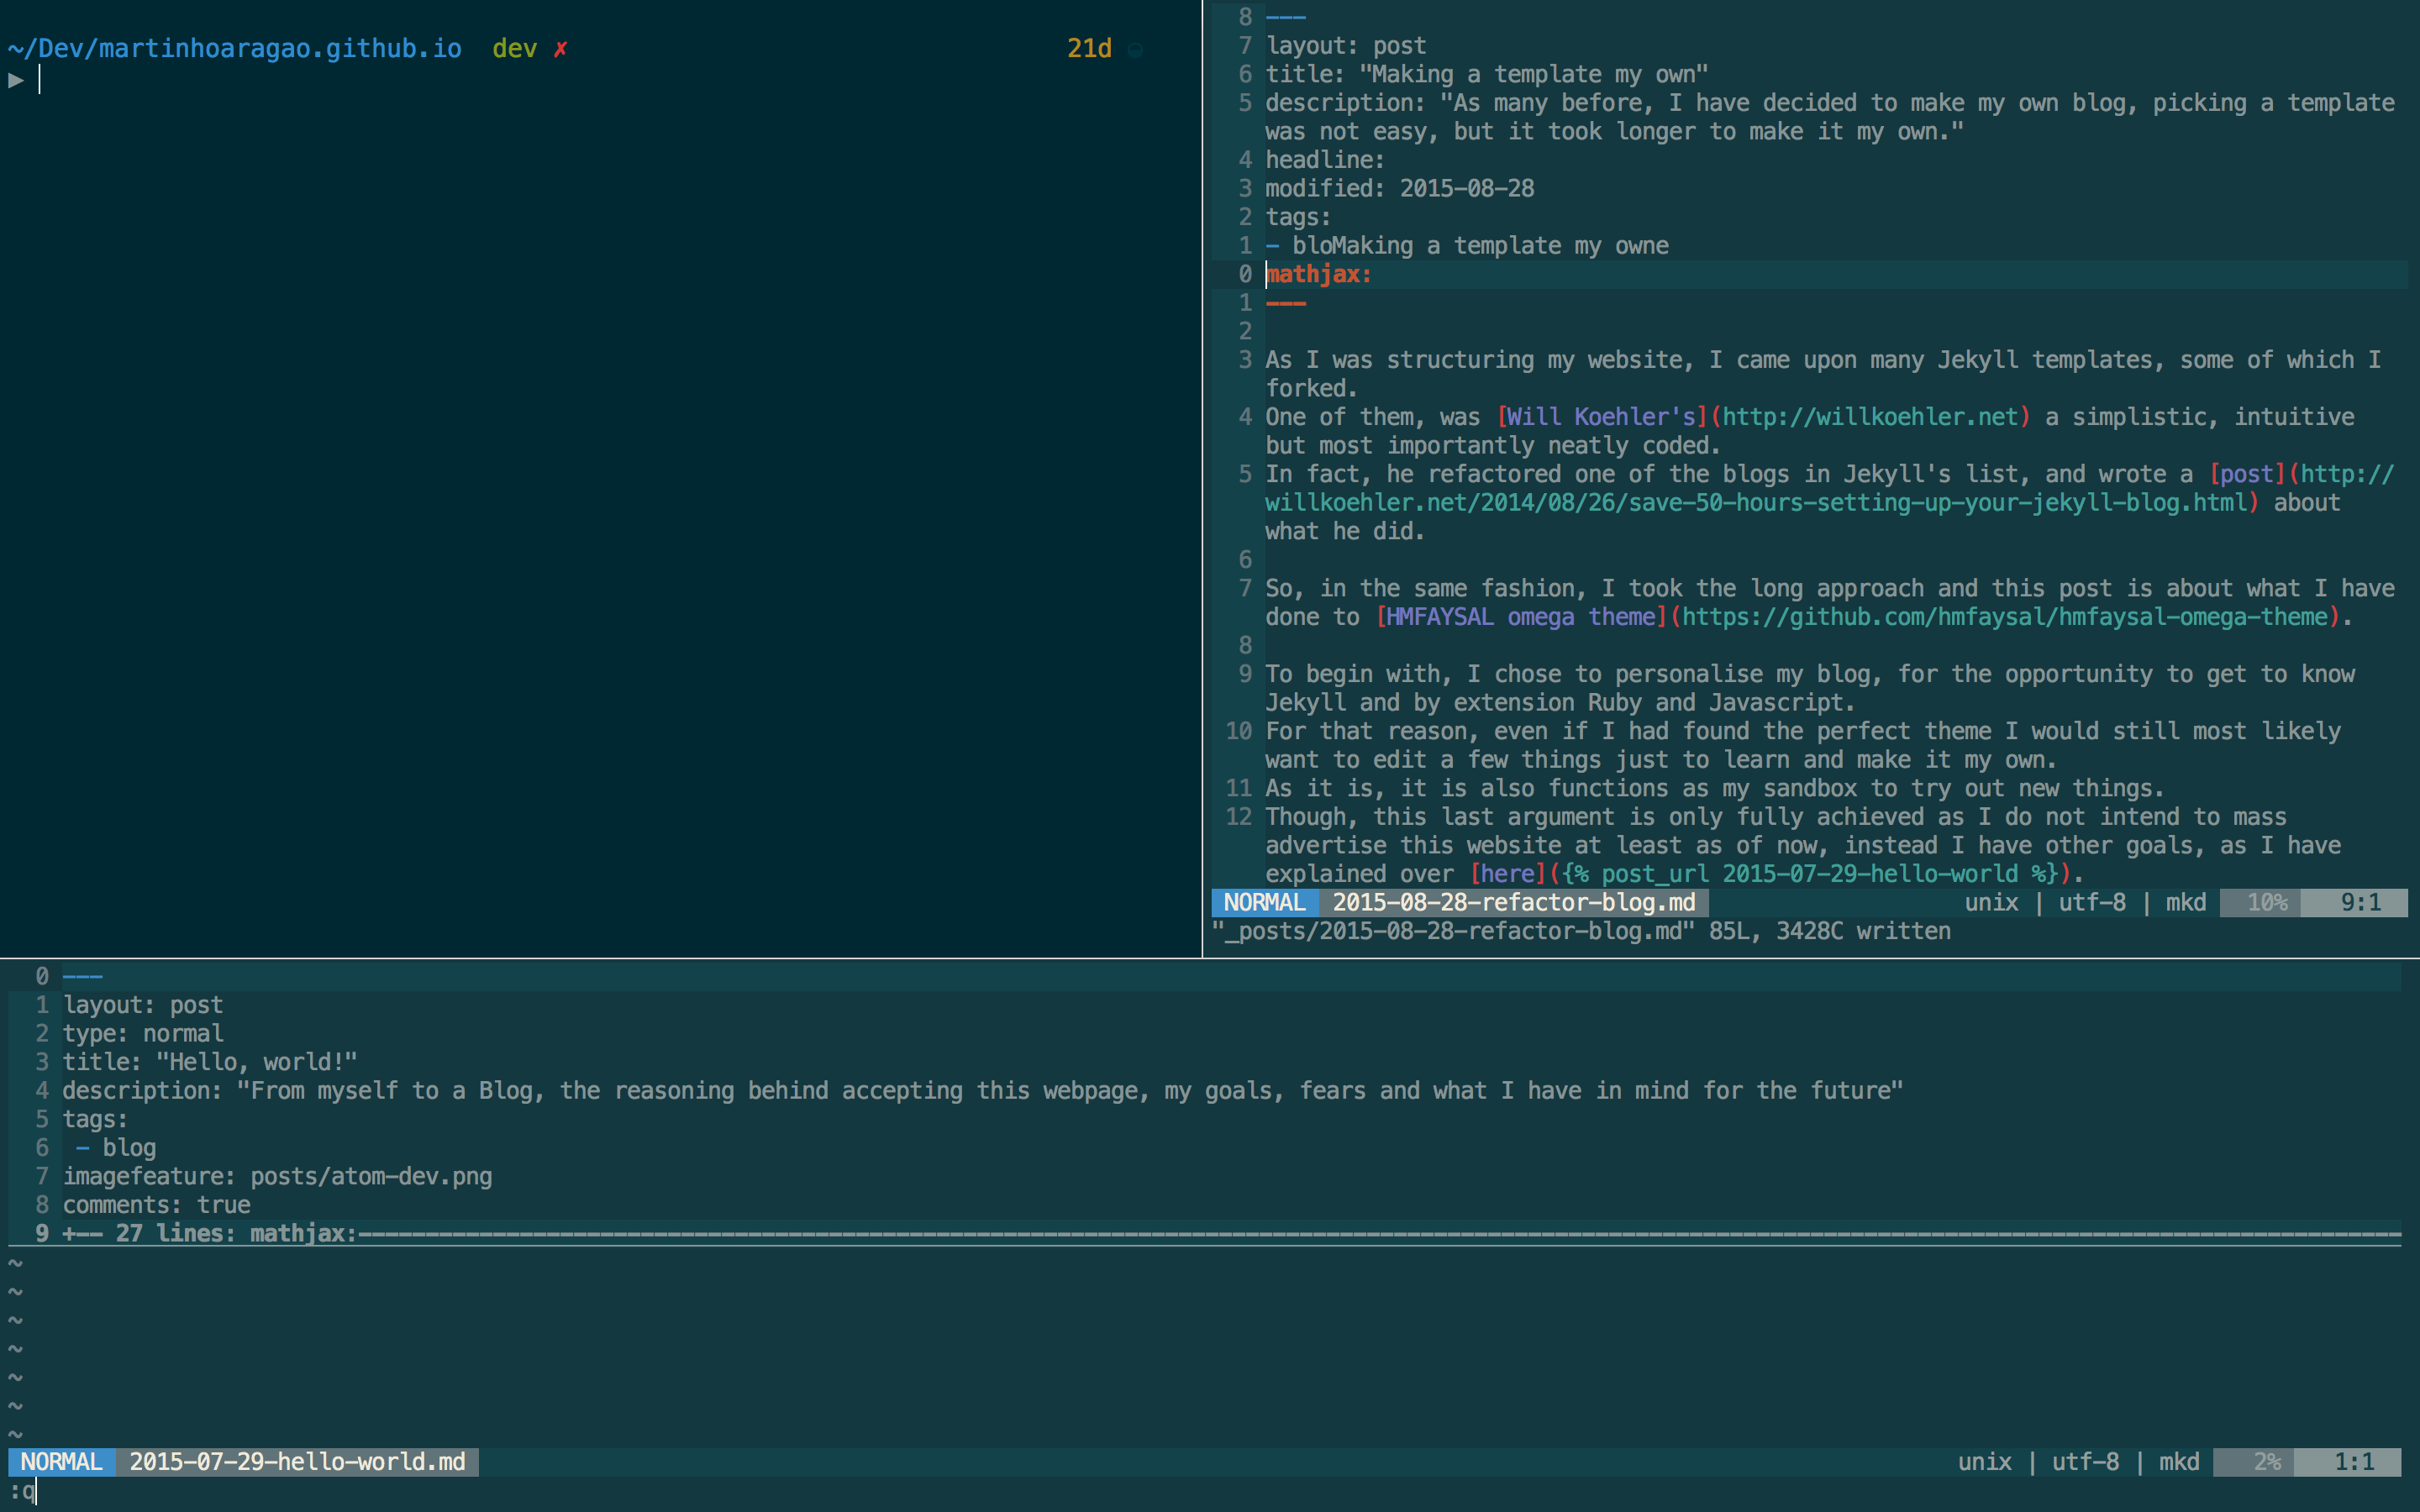 ~/Dev/martinhoaragao.github.io dev ✗ 21d
▶
8 ---
7 layout: post
6 title: "Making a template my own"
5 description: "As many before, I have decided to make my own blog, picking a template
was not easy, but it took longer to make it my own."
4 headline:
3 modified: 2015-08-28
2 tags:
1 - bloMaking a template my owne
0 mathjax:
1 ---
2
3 As I was structuring my website, I came upon many Jekyll templates, some of which I
forked.
4 One of them, was [Will Koehler's](http://willkoehler.net) a simplistic, intuitive
but most importantly neatly coded.
5 In fact, he refactored one of the blogs in Jekyll's list, and wrote a [post](http://
willkoehler.net/2014/08/26/save-50-hours-setting-up-your-jekyll-blog.html) about
what he did.
6
7 So, in the same fashion, I took the long approach and this post is about what I have
done to [HMFAYSAL omega theme](https://github.com/hmfaysal/hmfaysal-omega-theme).
8
9 To begin with, I chose to personalise my blog, for the opportunity to get to know
Jekyll and by extension Ruby and Javascript.
10 For that reason, even if I had found the perfect theme I would still most likely
want to edit a few things just to learn and make it my own.
11 As it is, it is also functions as my sandbox to try out new things.
12 Though, this last argument is only fully achieved as I do not intend to mass
advertise this website at least as of now, instead I have other goals, as I have
explained over [here]({% post_url 2015-07-29-hello-world %}).
NORMAL 2015-08-28-refactor-blog.md unix | utf-8 | mkd 10% 9:1
"_posts/2015-08-28-refactor-blog.md" 85L, 3428C written
0 ---
1 layout: post
2 type: normal
3 title: "Hello, world!"
4 description: "From myself to a Blog, the reasoning behind accepting this webpage, my goals, fears and what I have in mind for the future"
5 tags:
6 - blog
7 imagefeature: posts/atom-dev.png
8 comments: true
9 +-- 27 lines: mathjax:---------------------------------------------------------------------------------------------------------------------------------------------------------
~
~
~
~
~
~
~
NORMAL 2015-07-29-hello-world.md unix | utf-8 | mkd 2% 1:1
:q